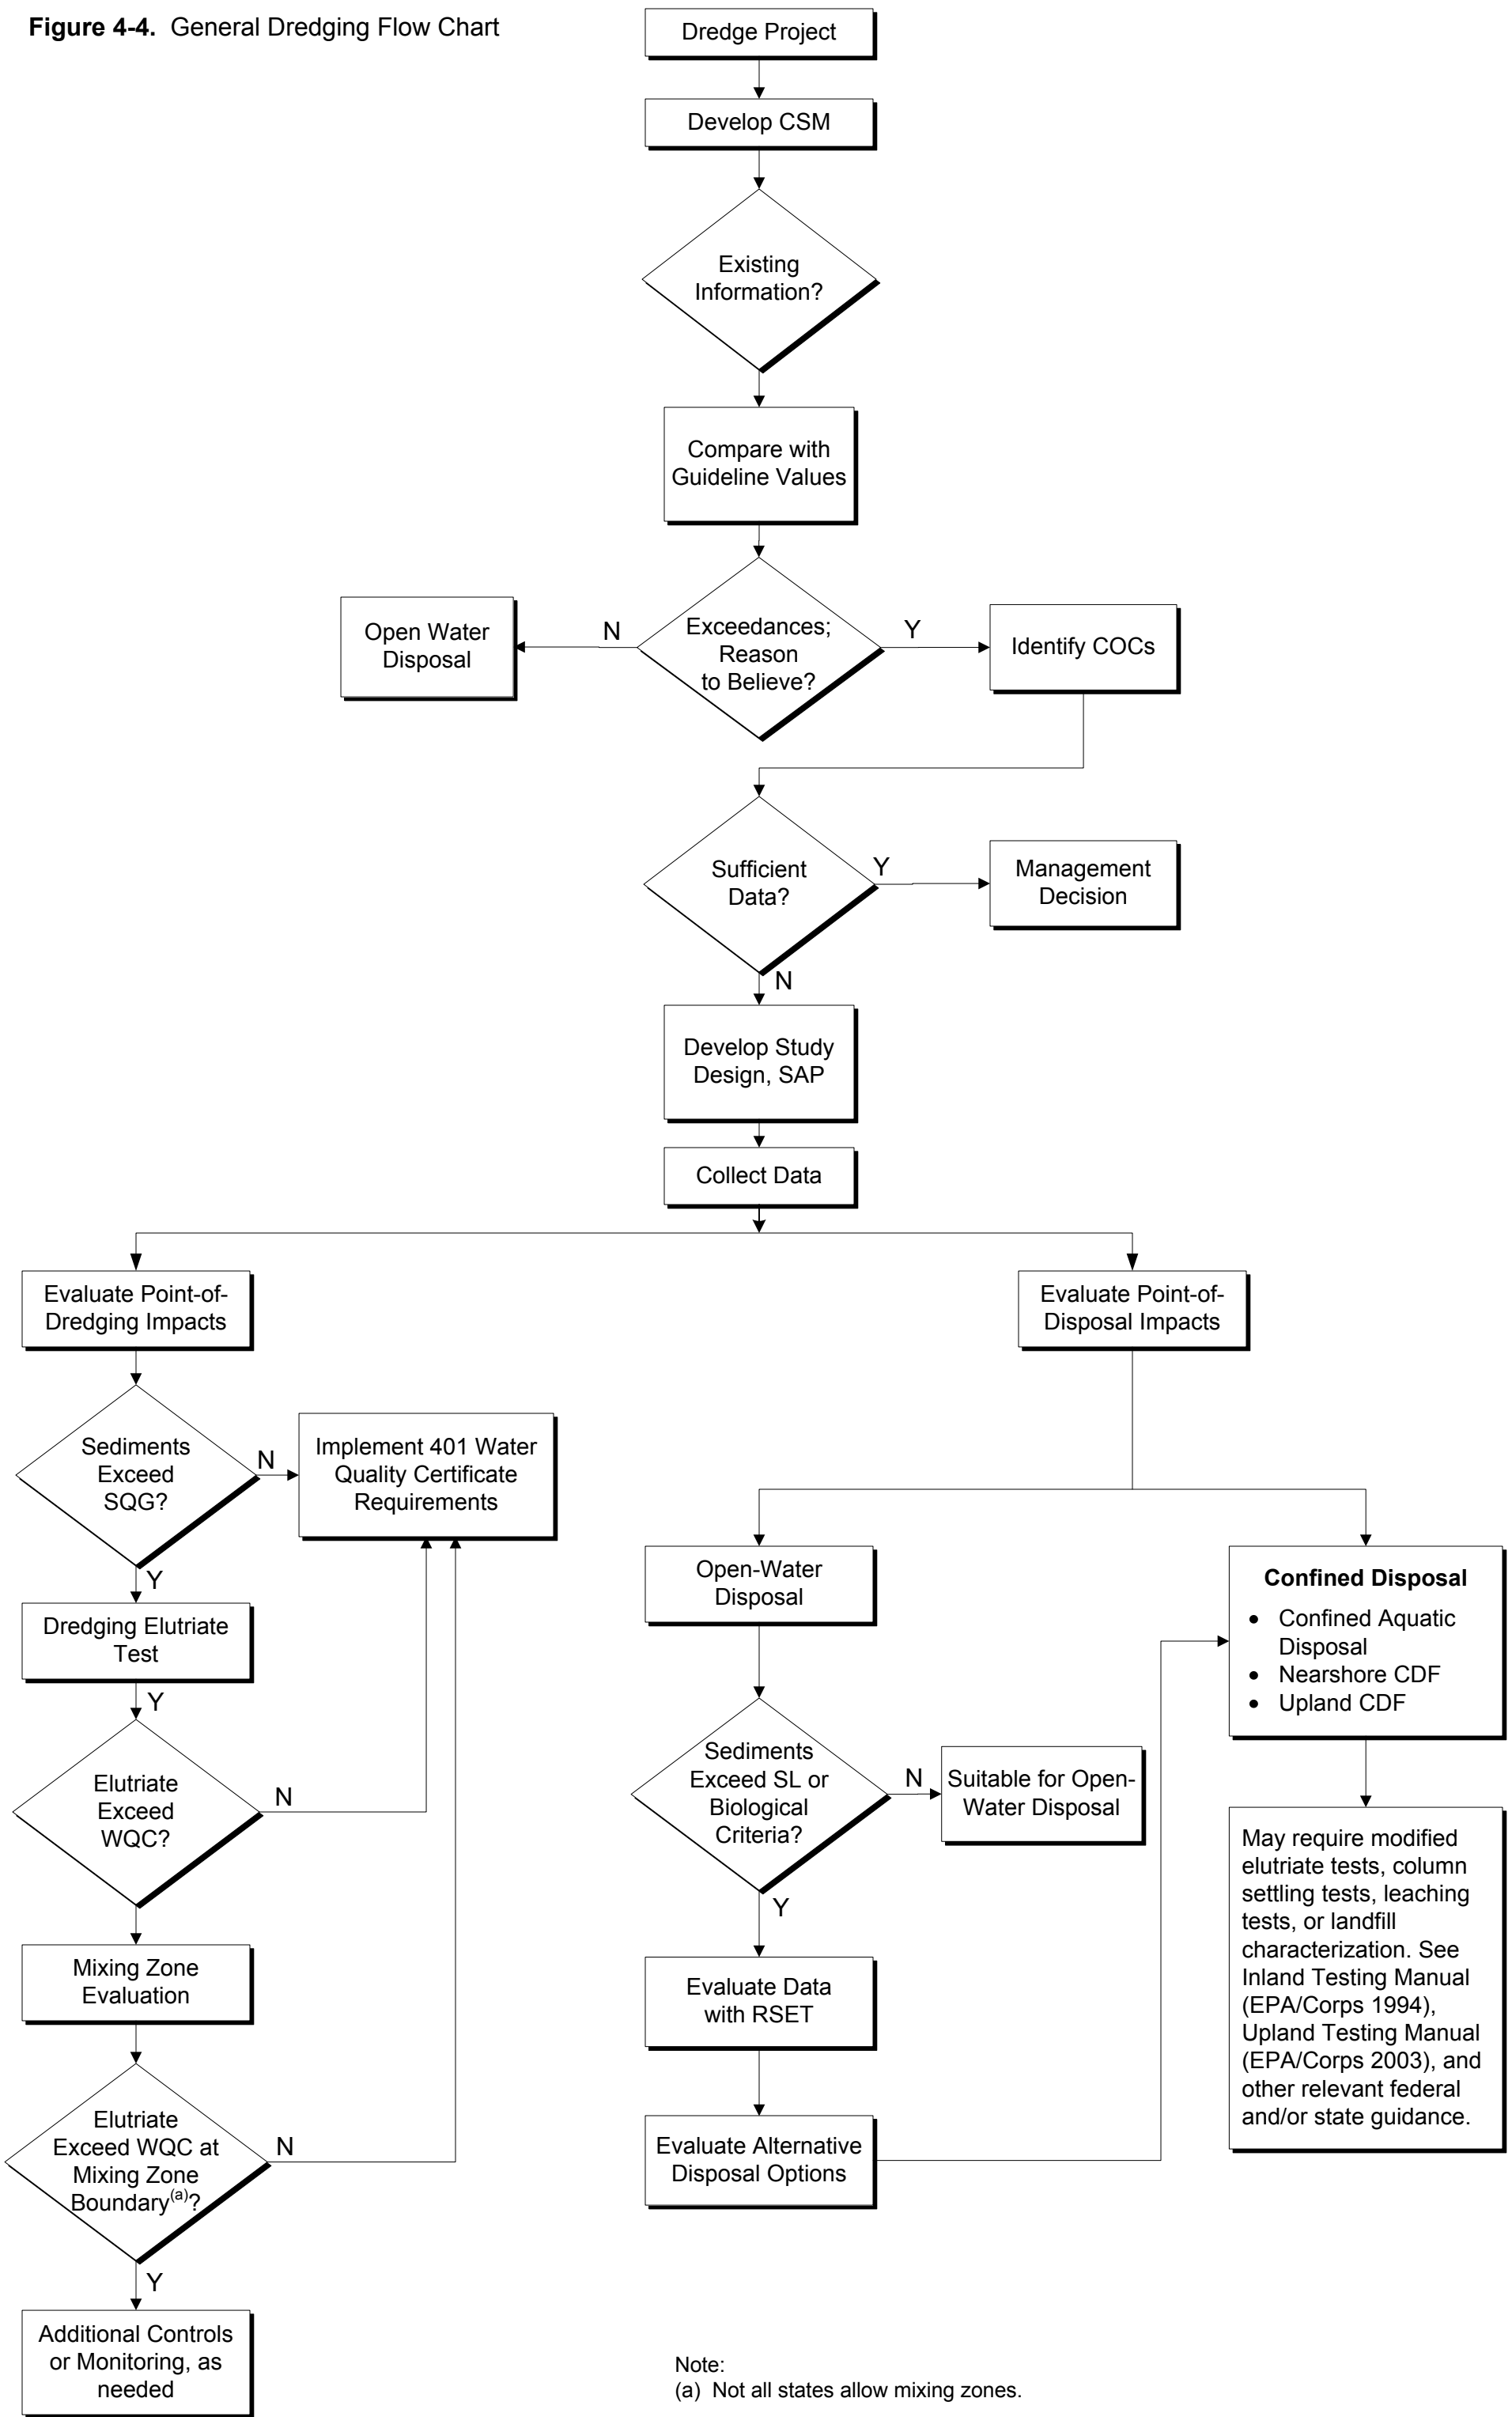 Figure 4-4. General Dredging Flow Chart
Dredge Project
Develop CSM
Existing
Information?
Compare with
Guideline Values
Exceedances;
Reason
to Believe?
N
Open Water
Disposal
Y
Identify COCs
Sufficient
Data?
Y
Management
Decision
N
Develop Study
Design, SAP
Collect Data
Evaluate Point-of-
Dredging Impacts
Evaluate Point-of-
Disposal Impacts
Sediments
Exceed
SQG?
N
Implement 401 Water
Quality Certificate
Requirements
Y
Dredging Elutriate
Test
Y
Elutriate
Exceed
WQC?
N
Mixing Zone
Evaluation
Elutriate
Exceed WQC at
Mixing Zone
Boundary(a)?
N
Y
Additional Controls
or Monitoring, as
needed
Open-Water
Disposal
Sediments
Exceed SL or
Biological
Criteria?
N
Suitable for Open-
Water Disposal
Y
Evaluate Data
with RSET
Evaluate Alternative
Disposal Options
Confined Disposal
• Confined Aquatic
Disposal
• Nearshore CDF
• Upland CDF
May require modified
elutriate tests, column
settling tests, leaching
tests, or landfill
characterization. See
Inland Testing Manual
(EPA/Corps 1994),
Upland Testing Manual
(EPA/Corps 2003), and
other relevant federal
and/or state guidance.
Note:
(a) Not all states allow mixing zones.